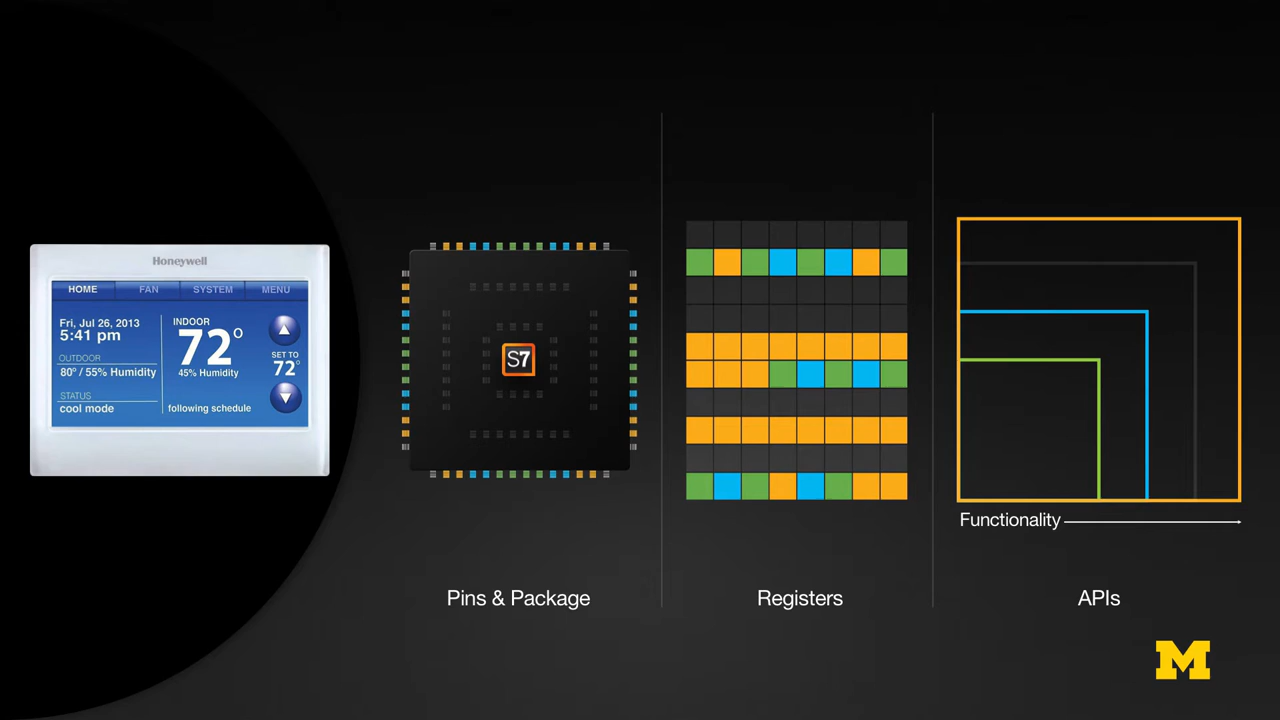 Honeywell
HOME FAN SYSTEM MENU
Fri, Jul 26, 2013
5:41 pm
OUTDOOR
80° / 55% Humidity
STATUS
cool mode
INDOOR
72°
45% Humidity
following schedule
SET TO
72°
S7
Functionality
Pins & Package
Registers
APIs
M